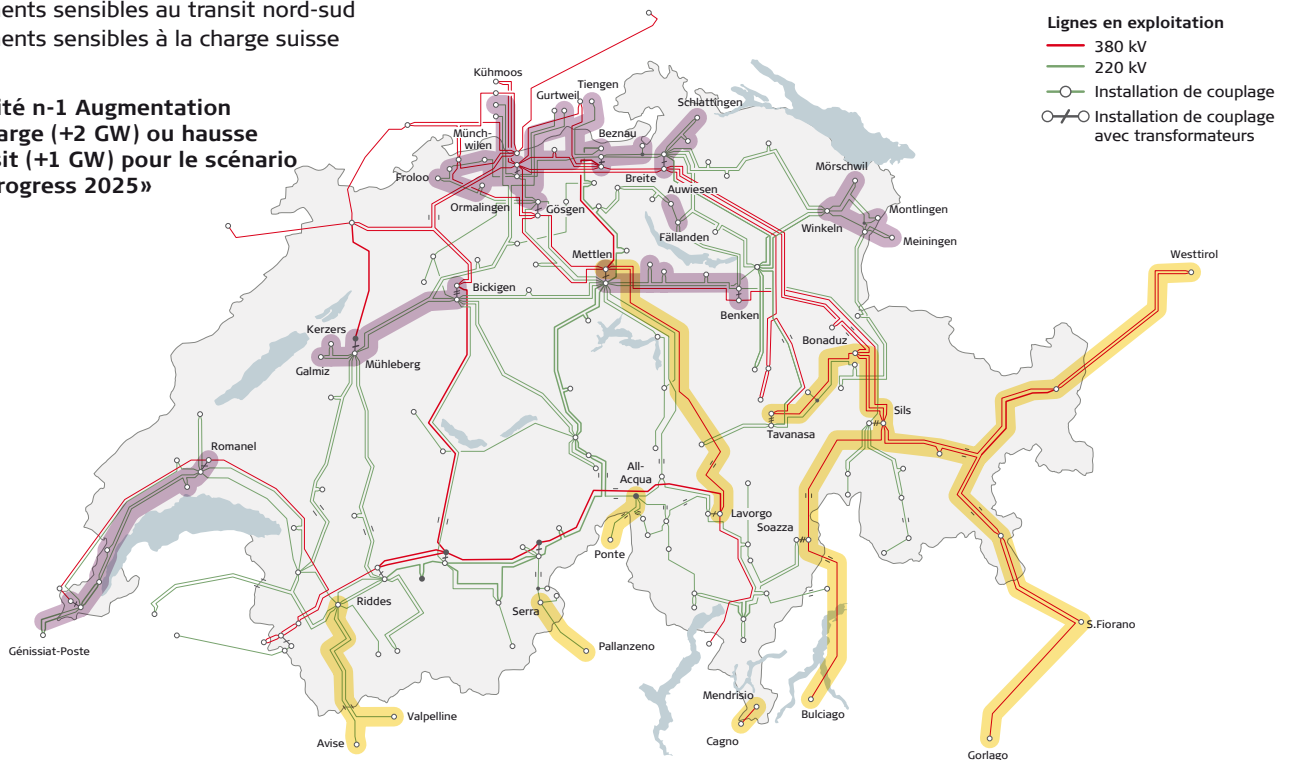 ents sensibles au transit nord-sud
ents sensibles à la charge suisse
ité n-1 Augmentation
arge (+2 GW) ou hausse
sit (+1 GW) pour le scénario
rogress 2025»
Lignes en exploitation
380 kV
220 kV
Installation de couplage
Installation de couplage
avec transformateurs
Kühmoos
Tiengen
Gurtweil
Schlattingen
Münch-
wilen
Beznau
Mörschwil
Froloo
Breite
Auwiesen
Ormalingen
Gösgen
Montlingen
Winkeln
Fällanden
Meiningen
Mettlen
Westtirol
Bickigen
Benken
Kerzers
Bonaduz
Galmiz
Mühleberg
Sils
Tavanasa
Romanel
All-
Acqua
Lavorgo
Soazza
Ponte
Riddes
Serra
S.Fiorano
Génissiat-Poste
Pallanzeno
Mendrisio
Valpelline
Bulciago
Avise
Cagno
Gorlago